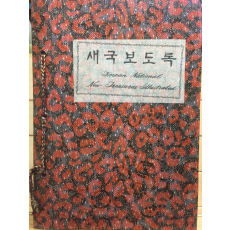 새국보도록
Korean National
New Treasures Illustrated